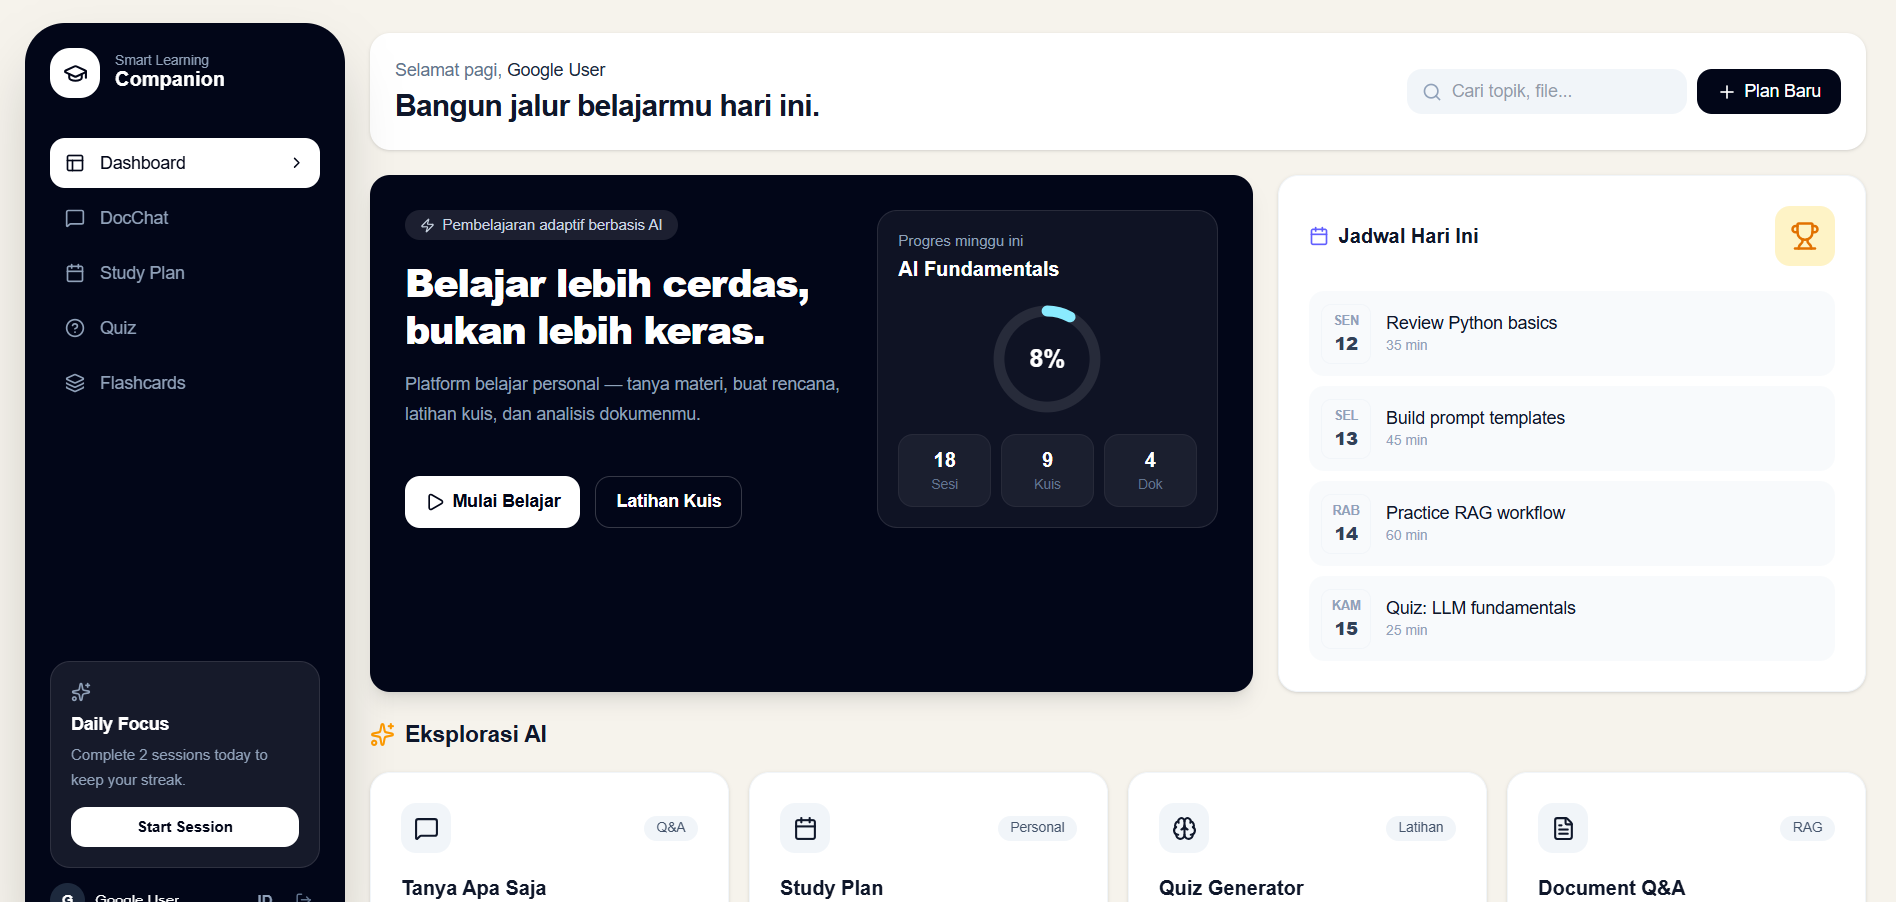 Smart Learning
Companion
Dashboard
DocChat
Study Plan
Quiz
Flashcards
Daily Focus
Complete 2 sessions today to
keep your streak.
Start Session
G
Google User
ID
Selamat pagi, Google User
Bangun jalur belajarmu hari ini.
Cari topik, file...
Plan Baru
Pembelajaran adaptif berbasis AI
Belajar lebih cerdas,
bukan lebih keras.
Platform belajar personal — tanya materi, buat rencana,
latihan kuis, dan analisis dokumenmu.
Mulai Belajar
Latihan Kuis
Progres minggu ini
AI Fundamentals
8%
18
Sesi
9
Kuis
4
Dok
Jadwal Hari Ini
SEN
12
Review Python basics
35 min
SEL
13
Build prompt templates
45 min
RAB
14
Practice RAG workflow
60 min
KAM
15
Quiz: LLM fundamentals
25 min
Eksplorasi AI
Q&A
Tanya Apa Saja
Personal
Study Plan
Latihan
Quiz Generator
RAG
Document Q&A